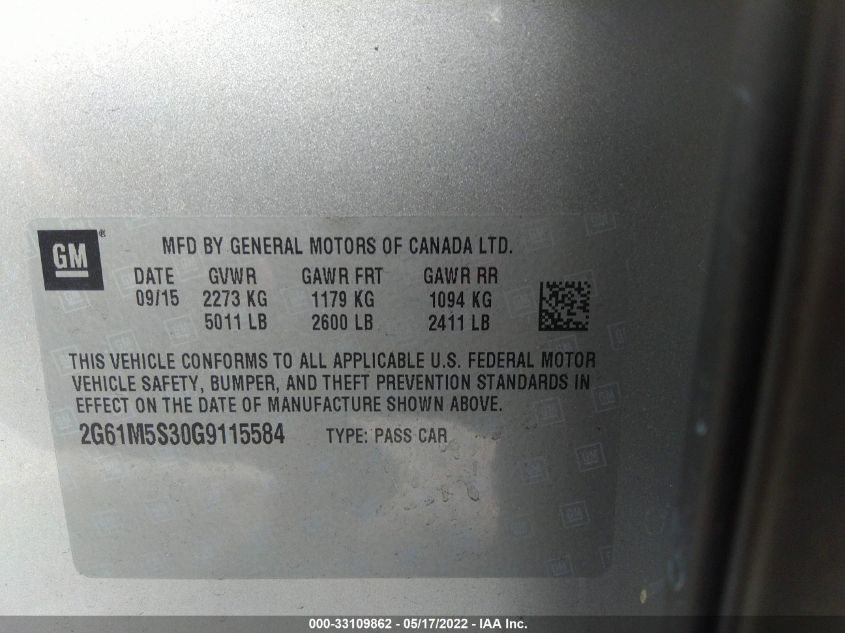 GM®
MFD BY GENERAL MOTORS OF CANADA LTD.
DATE GVWR GAWR FRT GAWR RR
09/15 2273 KG 1179 KG 1094 KG
5011 LB 2600 LB 2411 LB
THIS VEHICLE CONFORMS TO ALL APPLICABLE U.S. FEDERAL MOTOR
VEHICLE SAFETY, BUMPER, AND THEFT PREVENTION STANDARDS IN
EFFECT ON THE DATE OF MANUFACTURE SHOWN ABOVE.
2G61M5S30G9115584 TYPE: PASS CAR
000-33109862 - 05/17/2022 - IAA Inc.